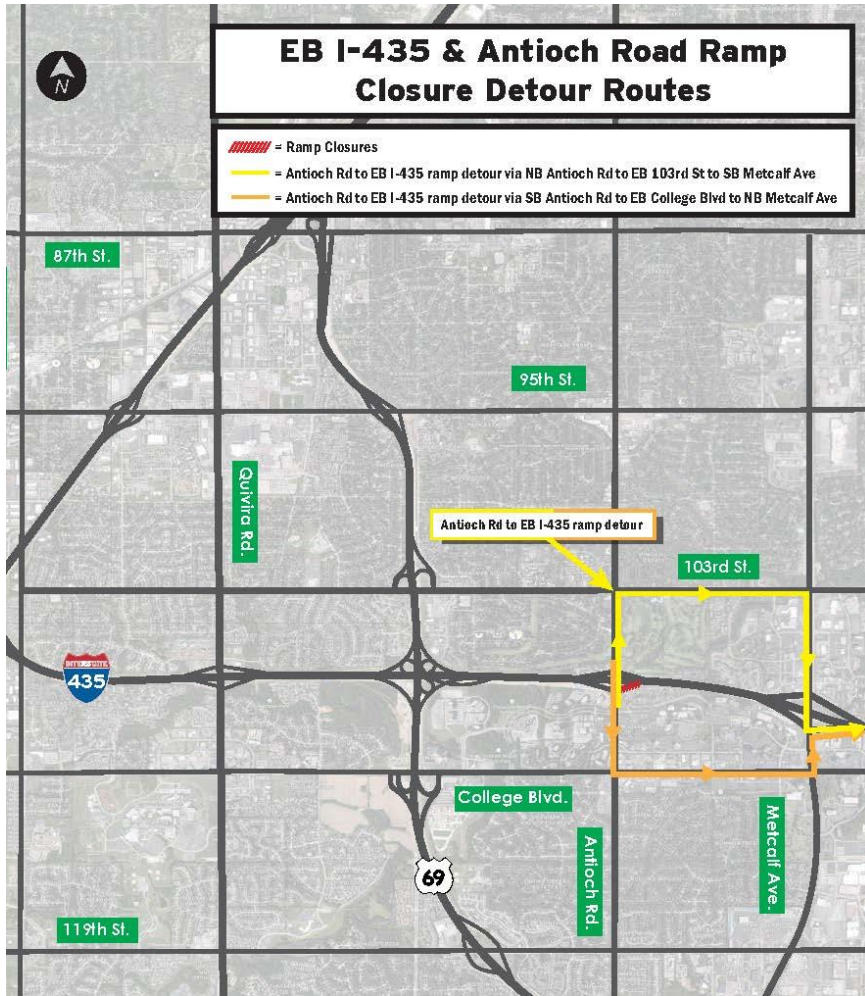 EB I-435 & Antioch Road Ramp
Closure Detour Routes
N
= Ramp Closures
= Antioch Rd to EB I-435 ramp detour via NB Antioch Rd to EB 103rd St to SB Metcalf Ave
= Antioch Rd to EB I-435 ramp detour via SB Antioch Rd to EB College Blvd to NB Metcalf Ave
87th St.
95th St.
Quivira Rd.
Antioch Rd to EB I-435 ramp detour
103rd St.
INTERSTATE
435
College Blvd.
Antioch Rd.
Metcalf Ave.
69
119th St.